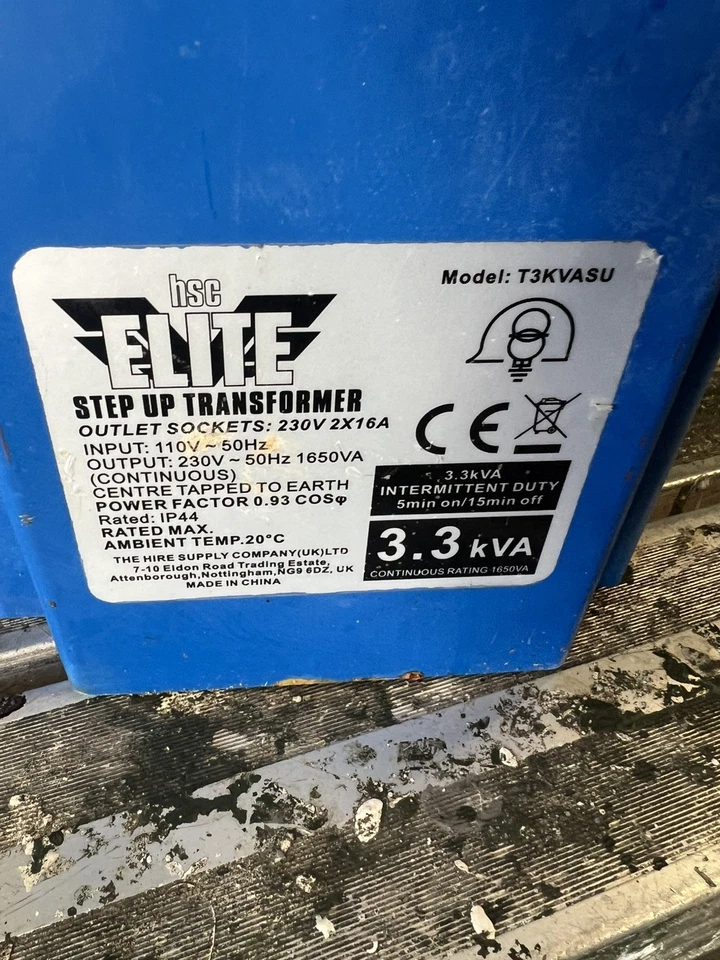 hsc
ELITE
Model: T3KVASU
STEP UP TRANSFORMER
OUTLET SOCKETS: 230V 2X16A
INPUT: 110V ~ 50Hz
OUTPUT: 230V ~ 50Hz 1650VA
(CONTINUOUS)
CENTRE TAPPED TO EARTH
POWER FACTOR 0.93 COSφ
Rated: IP44
RATED MAX.
AMBIENT TEMP.20°C
THE HIRE SUPPLY COMPANY(UK)LTD
7-10 Eldon Road Trading Estate,
Attenborough,Nottingham,NG9 6DZ, UK
MADE IN CHINA
CE
3.3kVA
INTERMITTENT DUTY
5min on/15min off
3.3 kVA
CONTINUOUS RATING 1650VA